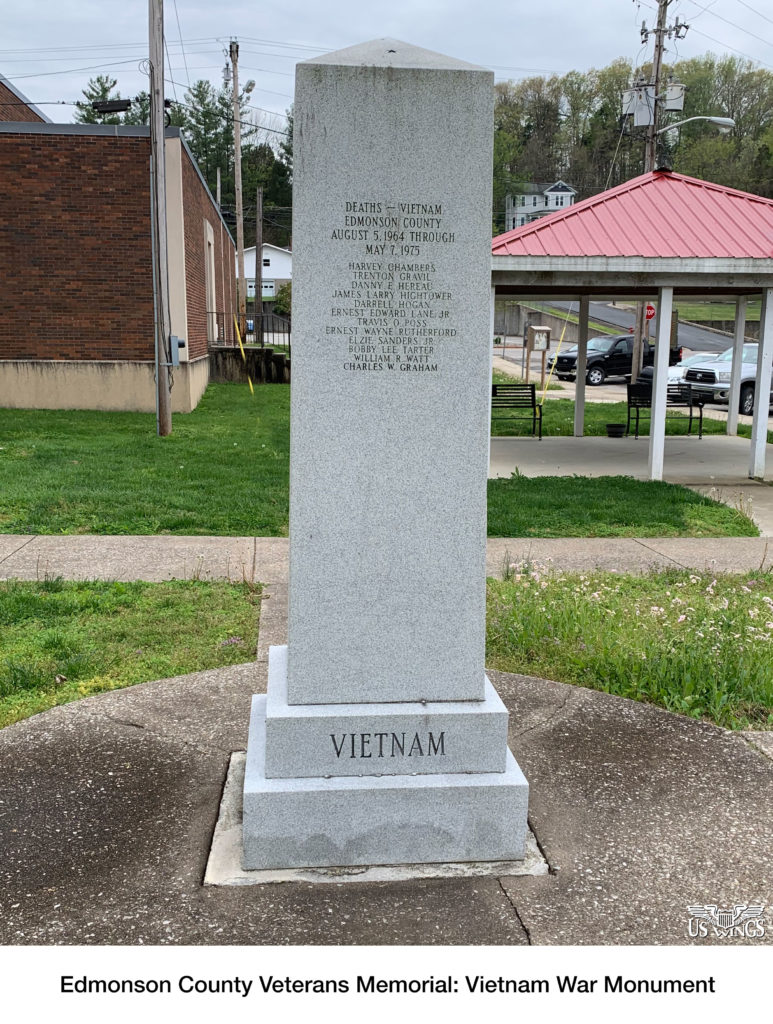 DEATHS — VIETNAM
EDMONSON COUNTY
AUGUST 5, 1964 THROUGH
MAY 7, 1975
HARVEY CHAMBERS
TRENTON GRAVIL
DANNY E. HEREAU
JAMES LARRY HIGHTOWER
DARRELL HOGAN
ERNEST EDWARD LANE, JR.
TRAVIS O. POSS
ERNEST WAYNE RUTHERFORD
ELZIE SANDERS JR.
BOBBY LEE TARTER
WILLIAM R. WATT
CHARLES W. GRAHAM
STOP
VIETNAM
US WINGS
Edmonson County Veterans Memorial: Vietnam War Monument